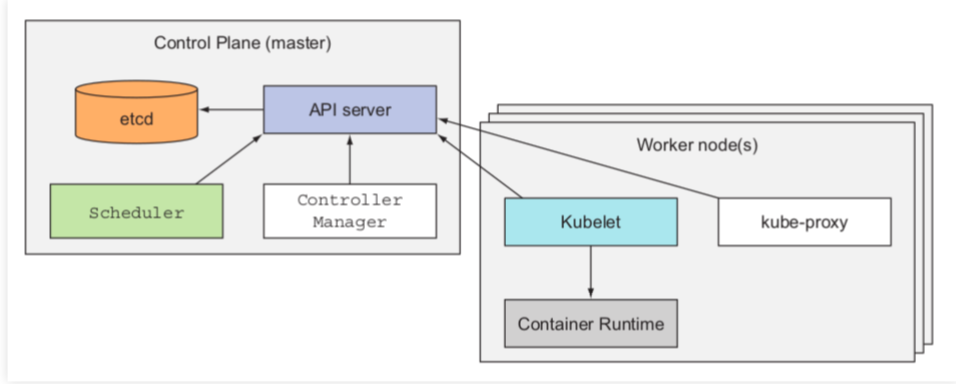 Control Plane (master)
etcd
API server
Scheduler
Controller
Manager
Worker node(s)
Kubelet
kube-proxy
Container Runtime